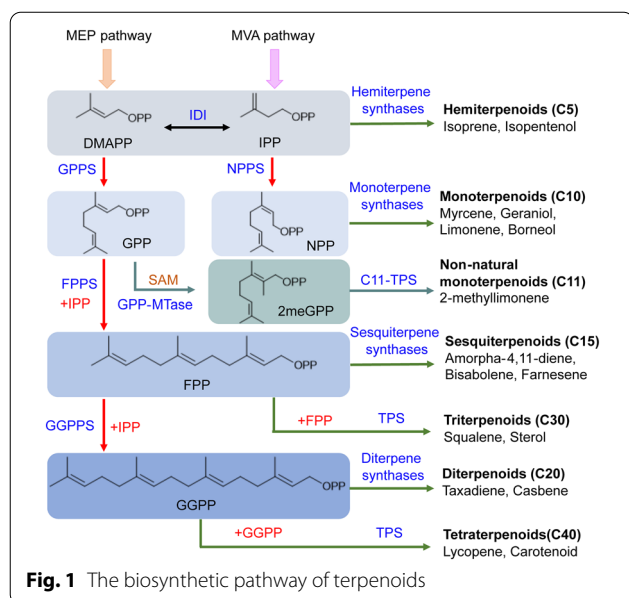 MEP pathway
MVA pathway
OPP
DMAPP
IDI
OPP
IPP
Hemiterpene
synthases
Hemiterpenoids (C5)
Isoprene, Isopentenol
GPPS
NPPS
OPP
GPP
OPP
NPP
Monoterpene
synthases
Monoterpenoids (C10)
Myrcene, Geraniol,
Limonene, Borneol
FPPS
+IPP
SAM
GPP-MTase
OPP
2meGPP
C11-TPS
Non-natural
monoterpenoids (C11)
2-methyllimonene
OPP
FPP
Sesquiterpene
synthases
Sesquiterpenoids (C15)
Amorpha-4,11-diene,
Bisabolene, Farnesene
GGPPS
+IPP
+FPP
TPS
Triterpenoids (C30)
Squalene, Sterol
OPP
GGPP
Diterpene
synthases
Diterpenoids (C20)
Taxadiene, Casbene
+GGPP
TPS
Tetraterpenoids(C40)
Lycopene, Carotenoid
Fig. 1 The biosynthetic pathway of terpenoids